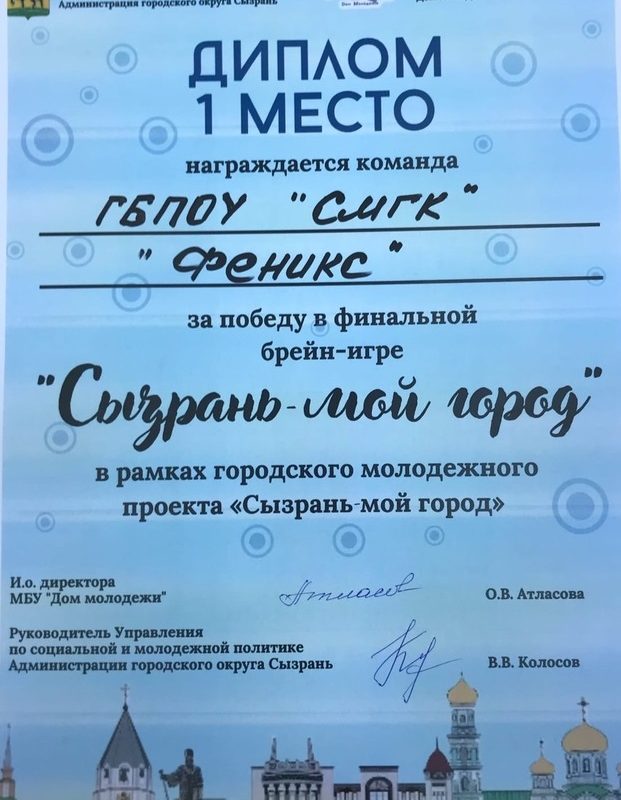 Администрация городского округа Сызрань
ДИПЛОМ
1 МЕСТО
награждается команда
ГБПОУ "СМГК"
"Феникс"
за победу в финальной
брейн-игре
"Сызрань-мой город"
в рамках городского молодежного
проекта «Сызрань-мой город»
И.о. директора
МБУ "Дом молодежи"
О.В. Атласова
Руководитель Управления
по социальной и молодежной политике
Администрации городского округа Сызрань
В.В. Колосов